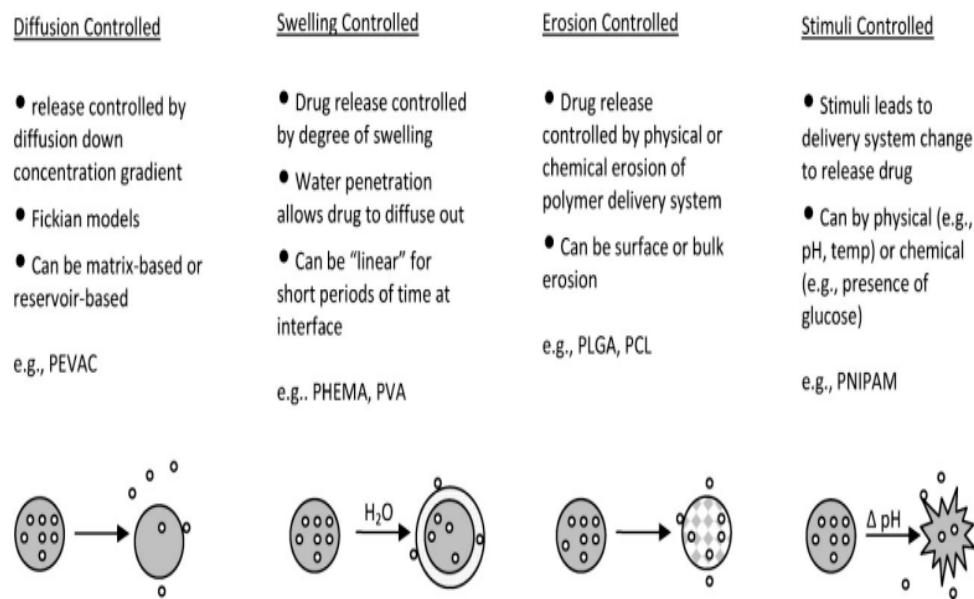 Diffusion Controlled
• release controlled by
diffusion down
concentration gradient
• Fickian models
• Can be matrix-based or
reservoir-based
e.g., PEVAC
Swelling Controlled
• Drug release controlled
by degree of swelling
• Water penetration
allows drug to diffuse out
• Can be “linear” for
short periods of time at
interface
e.g.. PHEMA, PVA
H₂O
Erosion Controlled
• Drug release
controlled by physical or
chemical erosion of
polymer delivery system
• Can be surface or bulk
erosion
e.g., PLGA, PCL
Stimuli Controlled
• Stimuli leads to
delivery system change
to release drug
• Can by physical (e.g.,
pH, temp) or chemical
(e.g., presence of
glucose)
e.g., PNIPAM
Δ pH